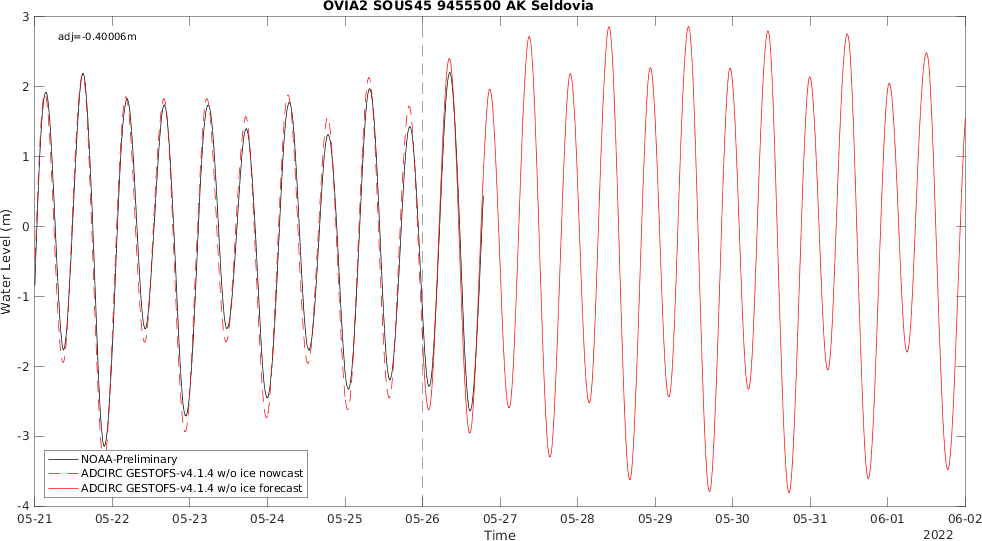 OVIA2 SOUS45 9455500 AK Seldovia
adj=-0.40006m
3
2
1
0
-1
-2
-3
-4
Water Level (m)
NOAA-Preliminary
ADCIRC GESTOFS-v4.1.4 w/o ice nowcast
ADCIRC GESTOFS-v4.1.4 w/o ice forecast
05-21 05-22 05-23 05-24 05-25 05-26 05-27 05-28 05-29 05-30 05-31 06-01 06-02
Time
2022